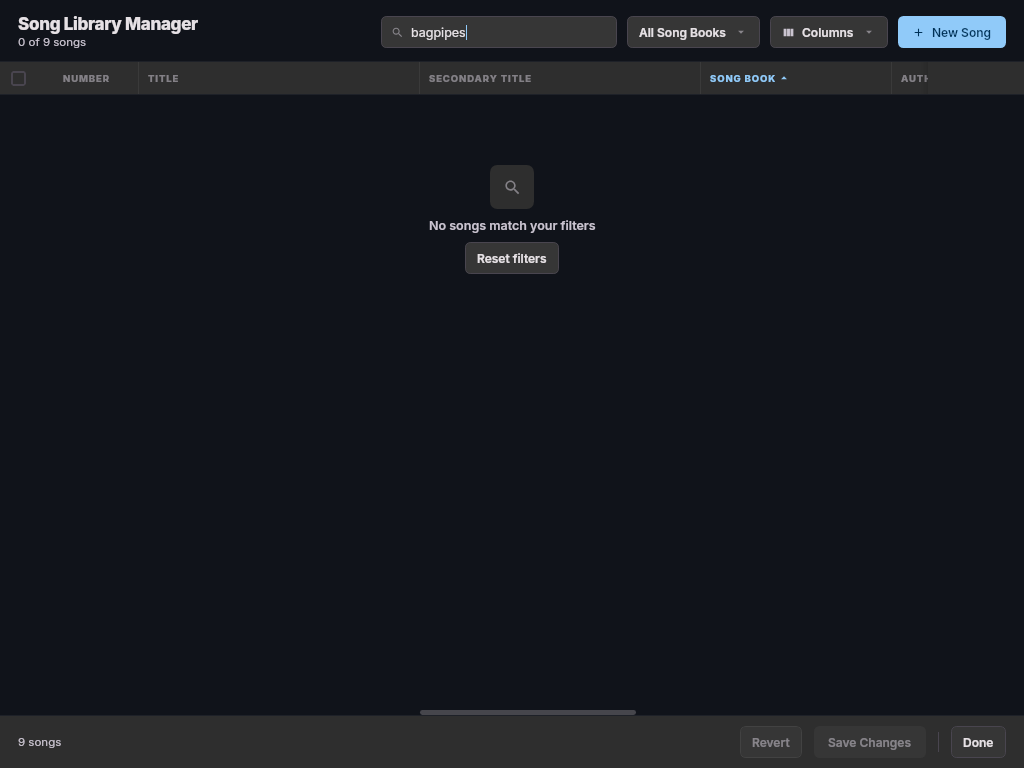 Song Library Manager
0 of 9 songs
bagpipes
All Song Books
Columns
New Song
NUMBER
TITLE
SECONDARY TITLE
SONG BOOK
No songs match your filters
Reset filters
9 songs
Revert
Save Changes
Done